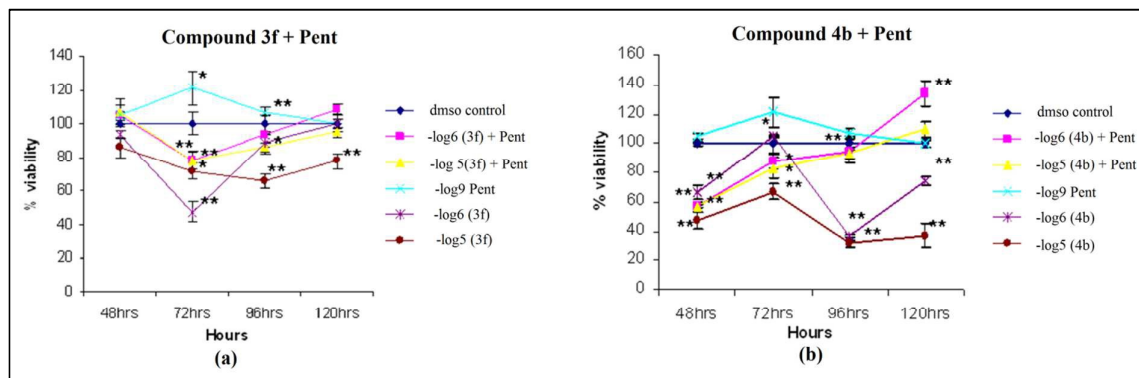 Compound 3f + Pent
% viability
140
120
100
80
60
40
20
0
*
**
**
**
*
**
*
**
**
48hrs
72hrs
96hrs
120hrs
Hours
(a)
dmso control
-log6 (3f) + Pent
-log 5(3f) + Pent
-log9 Pent
-log6 (3f)
-log5 (3f)
Compound 4b + Pent
% viability
160
140
120
100
80
60
40
20
0
**
*
**
**
**
*
*
**
**
**
**
**
**
48hrs
72hrs
96hrs
120hrs
Hours
(b)
dmso control
-log6 (4b) + Pent
-log5 (4b) + Pent
-log9 Pent
-log6 (4b)
-log5 (4b)